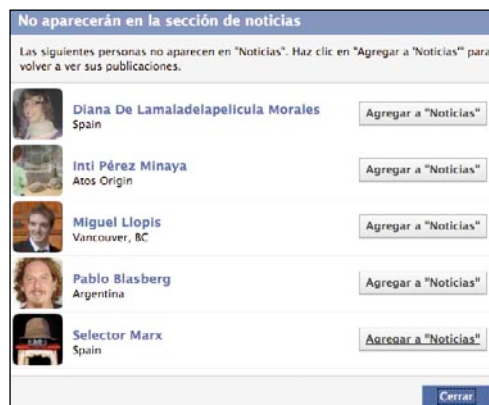 No aparecerán en la sección de noticias
Las siguientes personas no aparecen en "Noticias". Haz clic en "Agregar a 'Noticias'" para
volver a ver sus publicaciones.
Diana De Lamaladelapelicula Morales
Spain
Agregar a "Noticias"
Inti Pérez Minaya
Atos Origin
Agregar a "Noticias"
Miguel Llopis
Vancouver, BC
Agregar a "Noticias"
Pablo Blasberg
Argentina
Agregar a "Noticias"
Selector Marx
Spain
Agregar a "Noticias"
Cerrar